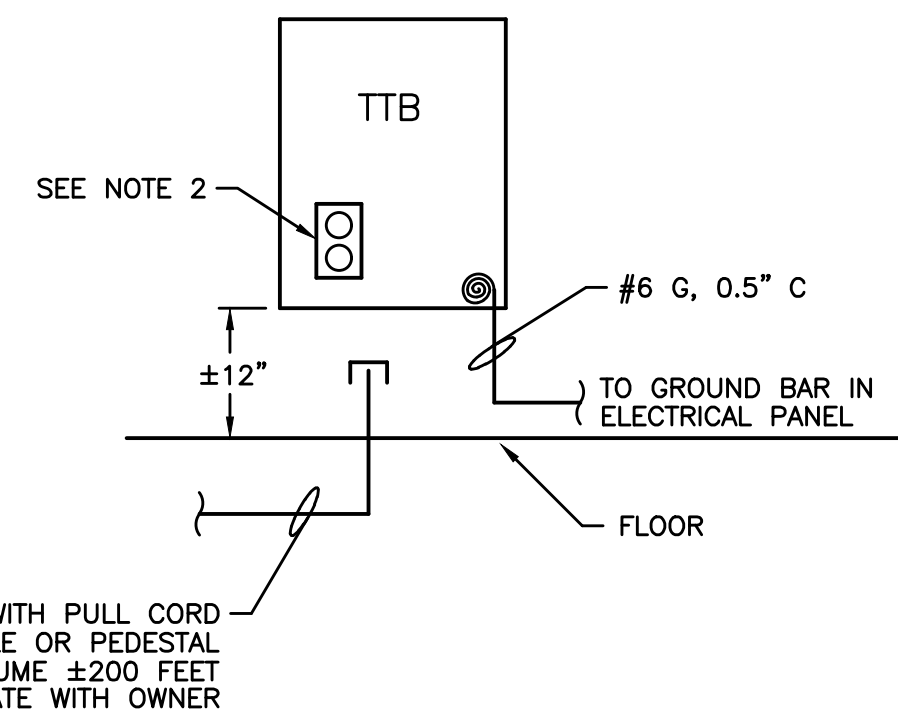 TTB
SEE NOTE 2
#6 G, 0.5" C
±12"
TO GROUND BAR IN
ELECTRICAL PANEL
FLOOR
WITH PULL CORD
OR PEDESTAL
±200 FEET
WITH OWNER